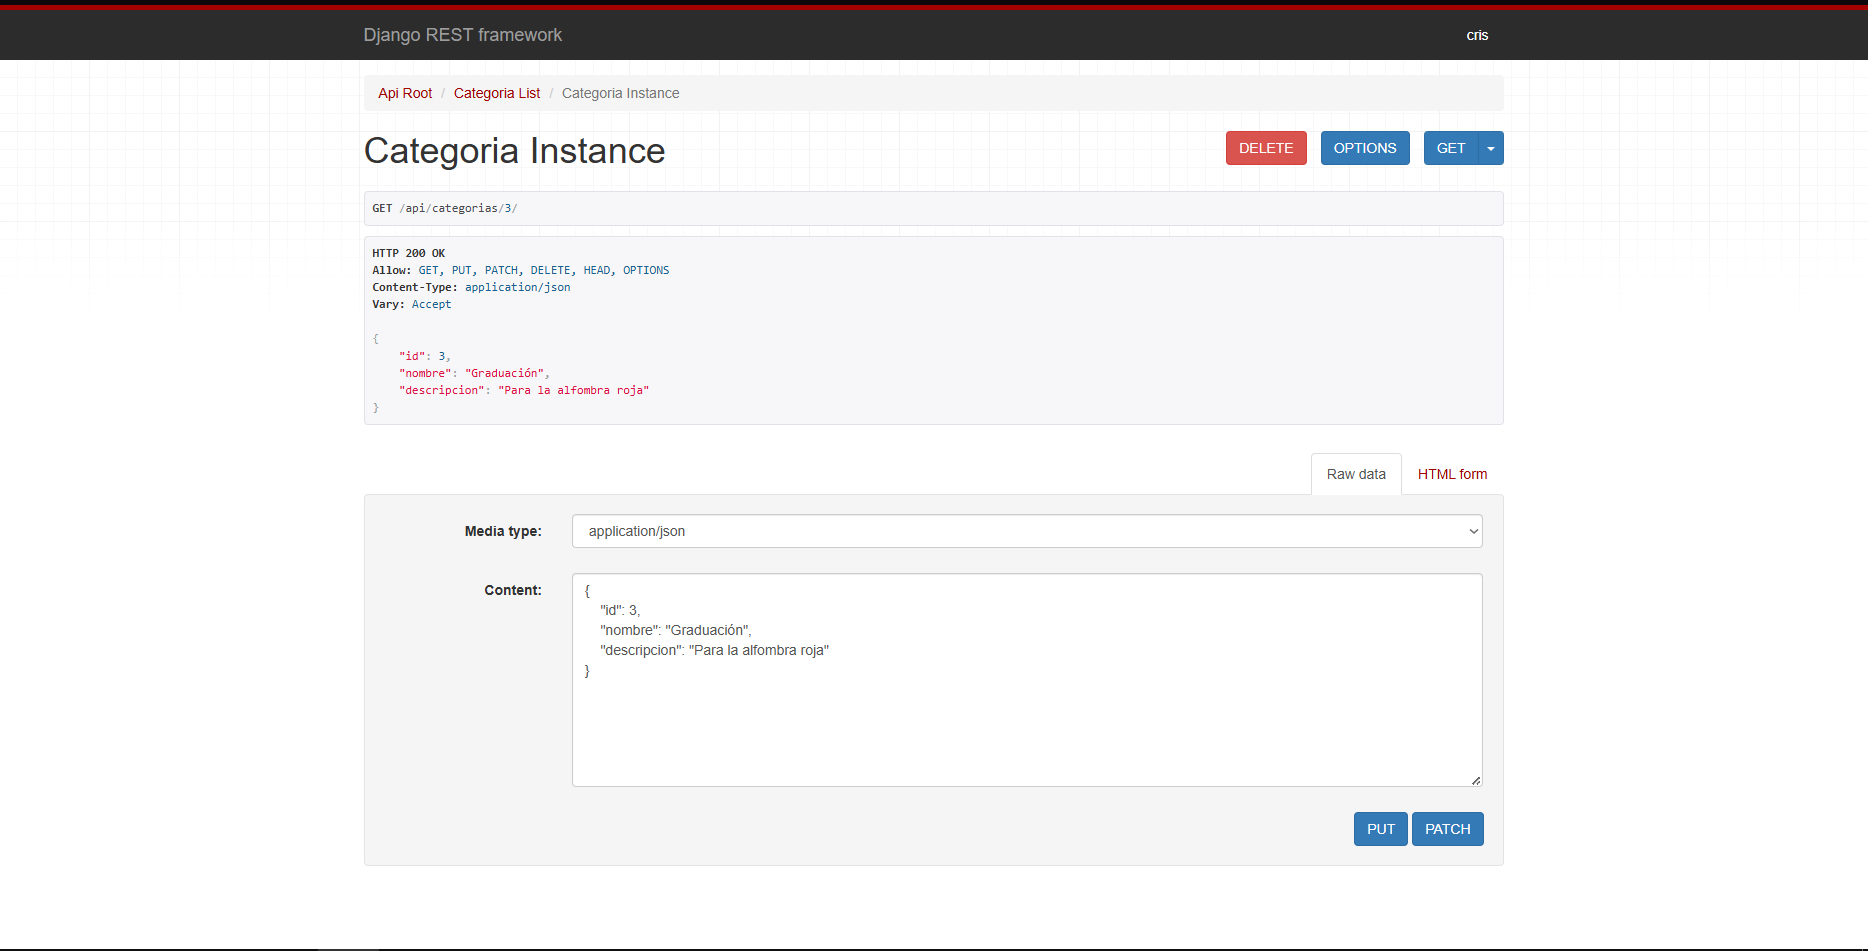 Django REST framework
cris
Api Root / Categoria List / Categoria Instance
Categoria Instance
DELETE
OPTIONS
GET
GET /api/categorias/3/
HTTP 200 OK
Allow: GET, PUT, PATCH, DELETE, HEAD, OPTIONS
Content-Type: application/json
Vary: Accept
{
    "id": 3,
    "nombre": "Graduación",
    "descripcion": "Para la alfombra roja"
}
Raw data
HTML form
Media type:
application/json
Content:
{
    "id": 3,
    "nombre": "Graduación",
    "descripcion": "Para la alfombra roja"
}
PUT
PATCH